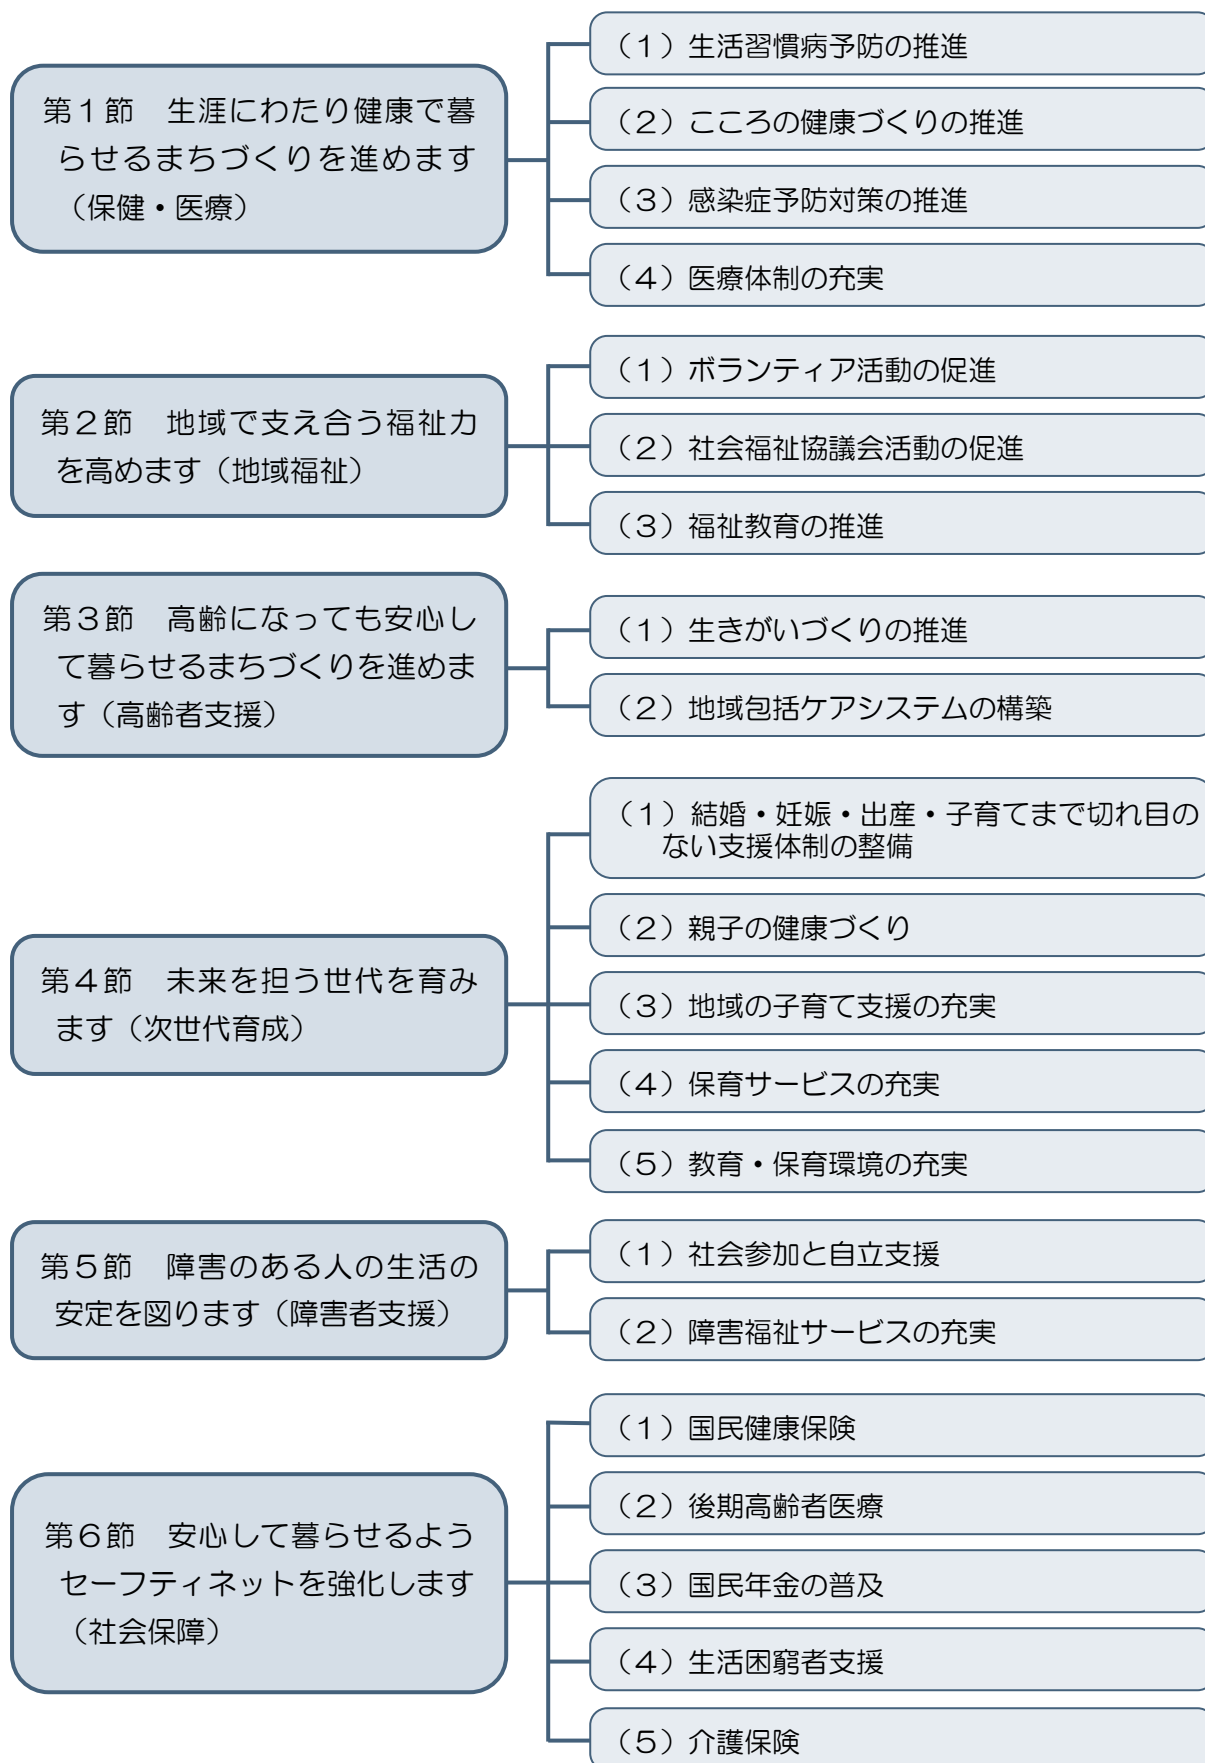 第１節　生涯にわたり健康で暮
らせるまちづくりを進めます
（保健・医療）
（１）生活習慣病予防の推進
（２）こころの健康づくりの推進
（３）感染症予防対策の推進
（４）医療体制の充実
第２節　地域で支え合う福祉力
を高めます（地域福祉）
（１）ボランティア活動の促進
（２）社会福祉協議会活動の促進
（３）福祉教育の推進
第３節　高齢になっても安心し
て暮らせるまちづくりを進めま
す（高齢者支援）
（１）生きがいづくりの推進
（２）地域包括ケアシステムの構築
第４節　未来を担う世代を育み
ます（次世代育成）
（１）結婚・妊娠・出産・子育てまで切れ目の
ない支援体制の整備
（２）親子の健康づくり
（３）地域の子育て支援の充実
（４）保育サービスの充実
（５）教育・保育環境の充実
第５節　障害のある人の生活の
安定を図ります（障害者支援）
（１）社会参加と自立支援
（２）障害福祉サービスの充実
第６節　安心して暮らせるよう
セーフティネットを強化します
（社会保障）
（１）国民健康保険
（２）後期高齢者医療
（３）国民年金の普及
（４）生活困窮者支援
（５）介護保険